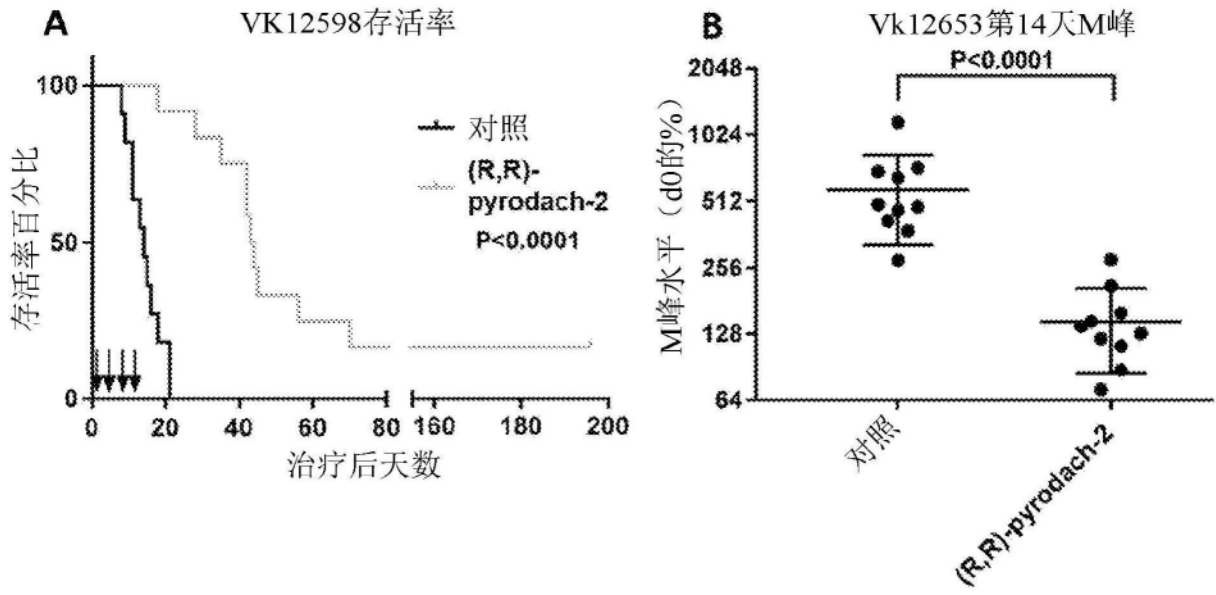 A
VK12598存活率
100
50
0
存活率百分比
对照
(R,R)-
pyrodach-2
P<0.0001
0 20 40 60 80 160 180 200
治疗后天数
B
Vk12653第14天M峰
P<0.0001
2048
1024
512
256
128
64
M峰水平（d0的%）
对照
(R,R)-pyrodach-2